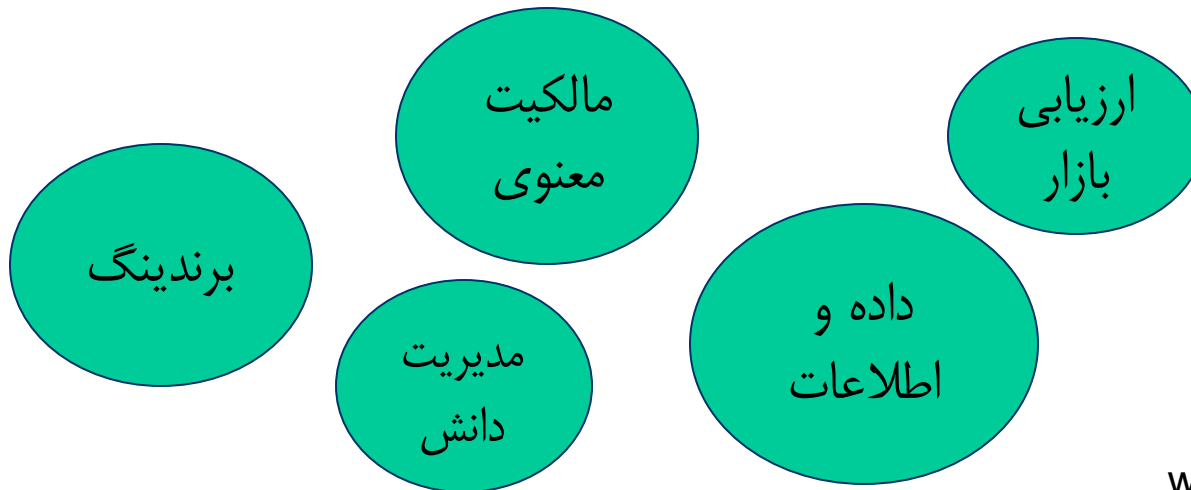 ارزیابی
بازار
مالکیت
معنوی
داده و
اطلاعات
مدیریت
دانش
برندینگ
w